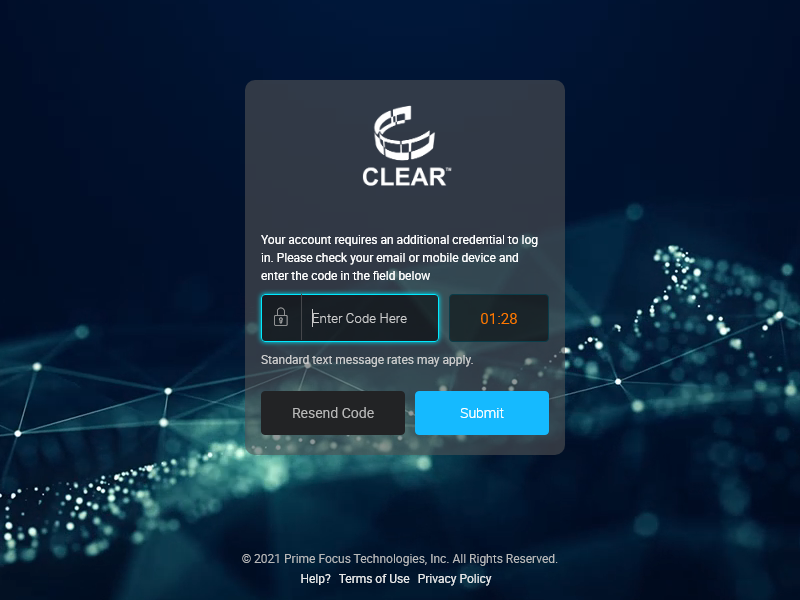 CLEAR™
Your account requires an additional credential to log
in. Please check your email or mobile device and
enter the code in the field below
Enter Code Here
01:28
Standard text message rates may apply.
Resend Code
Submit
© 2021 Prime Focus Technologies, Inc. All Rights Reserved.
Help? Terms of Use Privacy Policy